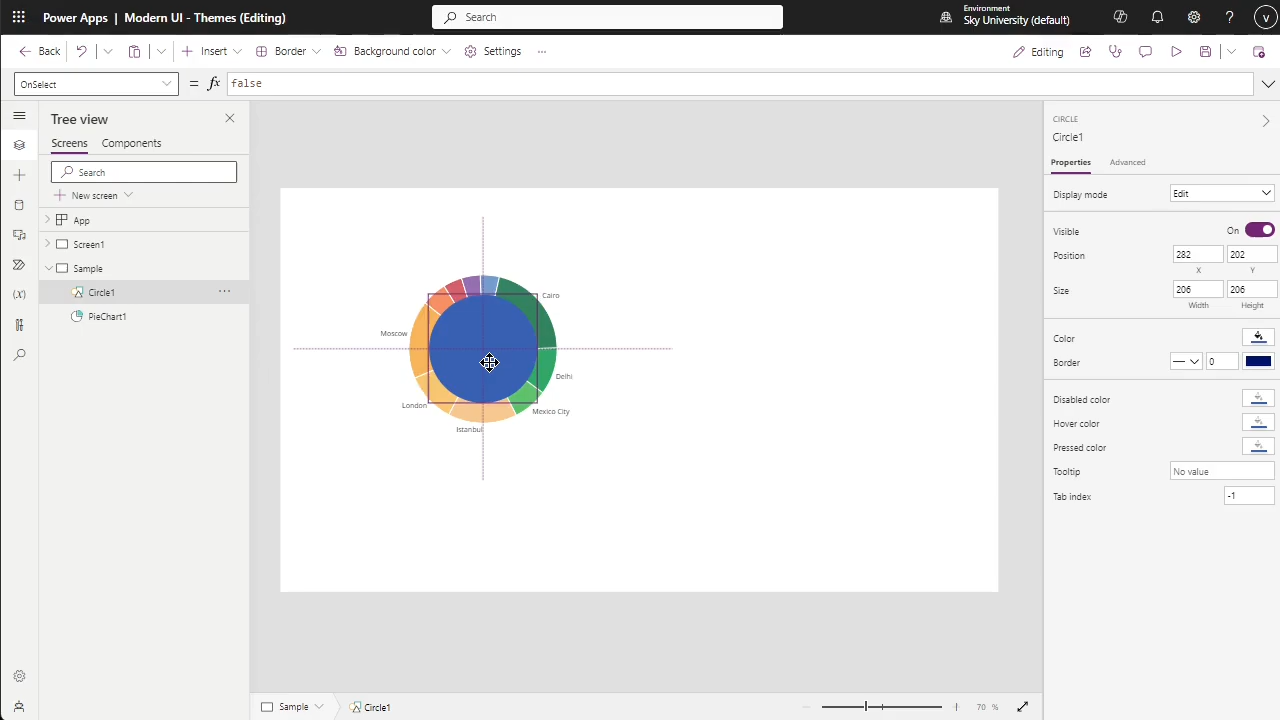 Power Apps | Modern UI - Themes (Editing)
Search
Environment
Sky University (default)
?
V
Back
Insert
Border
Background color
Settings
...
Editing
OnSelect
= fx
false
Tree view
Screens
Components
Search
New screen
App
Screen1
Sample
Circle1
...
PieChart1
Cairo
Moscow
Delhi
London
Mexico City
Istanbul
CIRCLE
Circle1
Properties
Advanced
Display mode
Edit
Visible
On
Position
282
202
X
Y
Size
206
206
Width
Height
Color
Border
0
Disabled color
Hover color
Pressed color
Tooltip
No value
Tab index
-1
Sample
Circle1
70 %